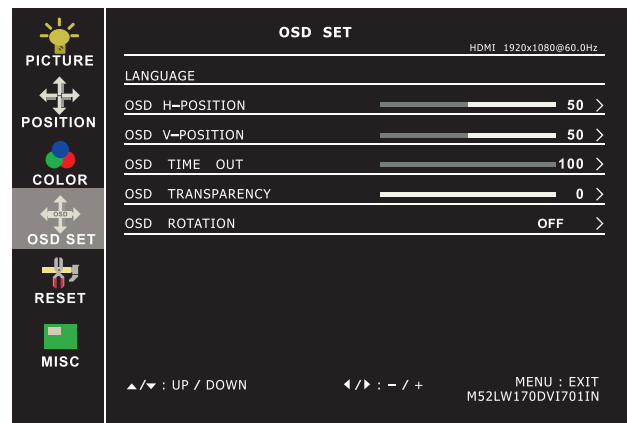 PICTURE
POSITION
COLOR
OSD
OSD SET
RESET
MISC
OSD SET
HDMI 1920x1080@60.0Hz
LANGUAGE
OSD H-POSITION 50 >
OSD V-POSITION 50 >
OSD TIME OUT 100 >
OSD TRANSPARENCY 0 >
OSD ROTATION OFF >
▲/▼ : UP / DOWN ◀/▶ : - / + MENU : EXIT
M52LW170DVI701IN